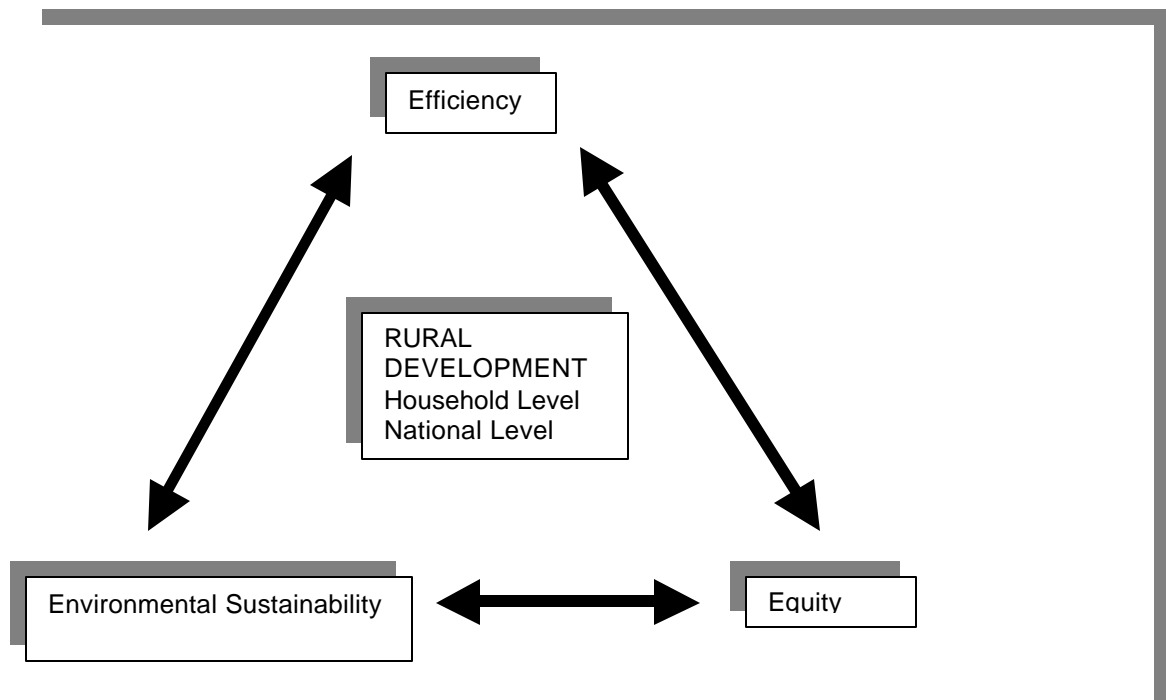 Efficiency
RURAL
DEVELOPMENT
Household Level
National Level
Environmental Sustainability
Equity